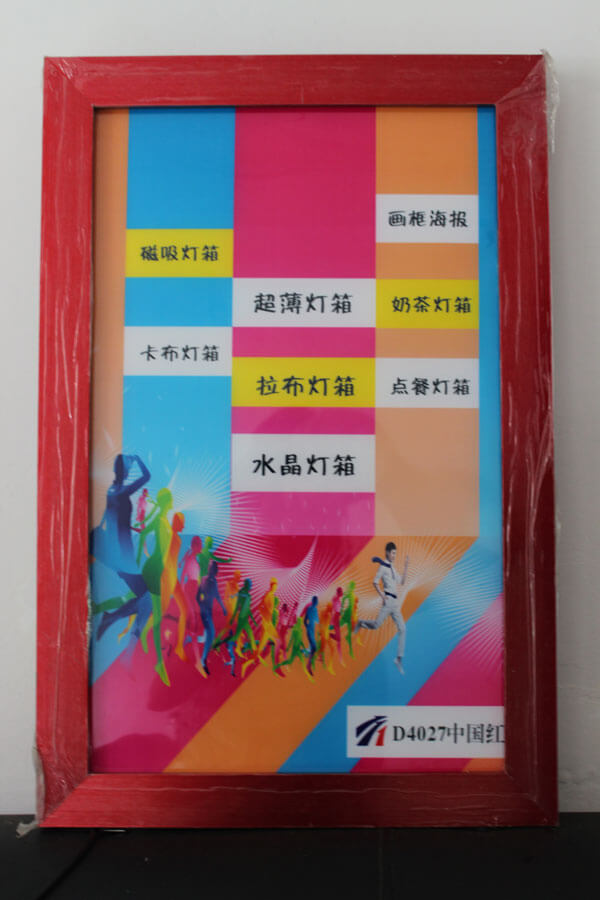 画框海报
磁吸灯箱
超薄灯箱
奶茶灯箱
卡布灯箱
拉布灯箱
点餐灯箱
水晶灯箱
D4027中国红